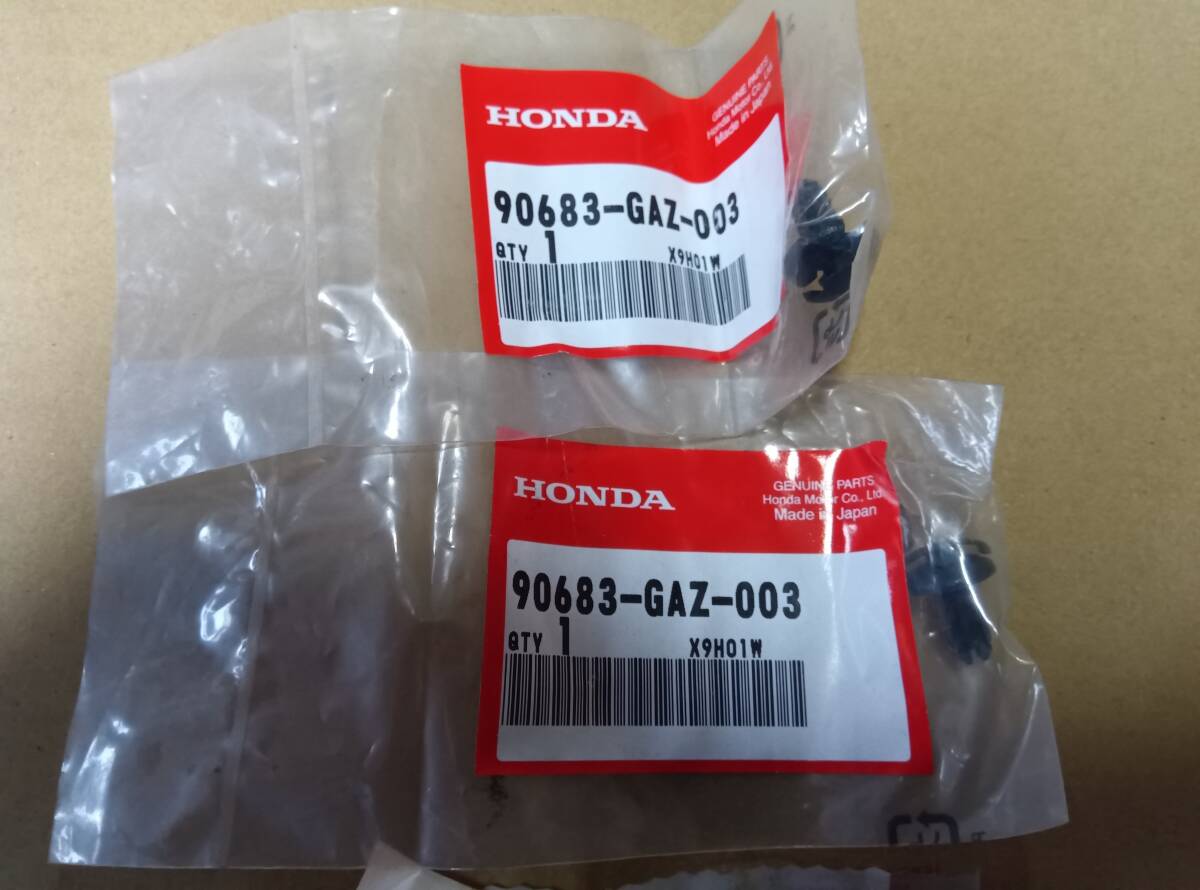 HONDA
GENUINE PARTS
Honda Motor Co., Ltd
Made in Japan
90683-GAZ-003
QTY 1 X9H01W
HONDA
GENUINE PARTS
Honda Motor Co., Ltd
Made in Japan
90683-GAZ-003
QTY 1 X9H01W